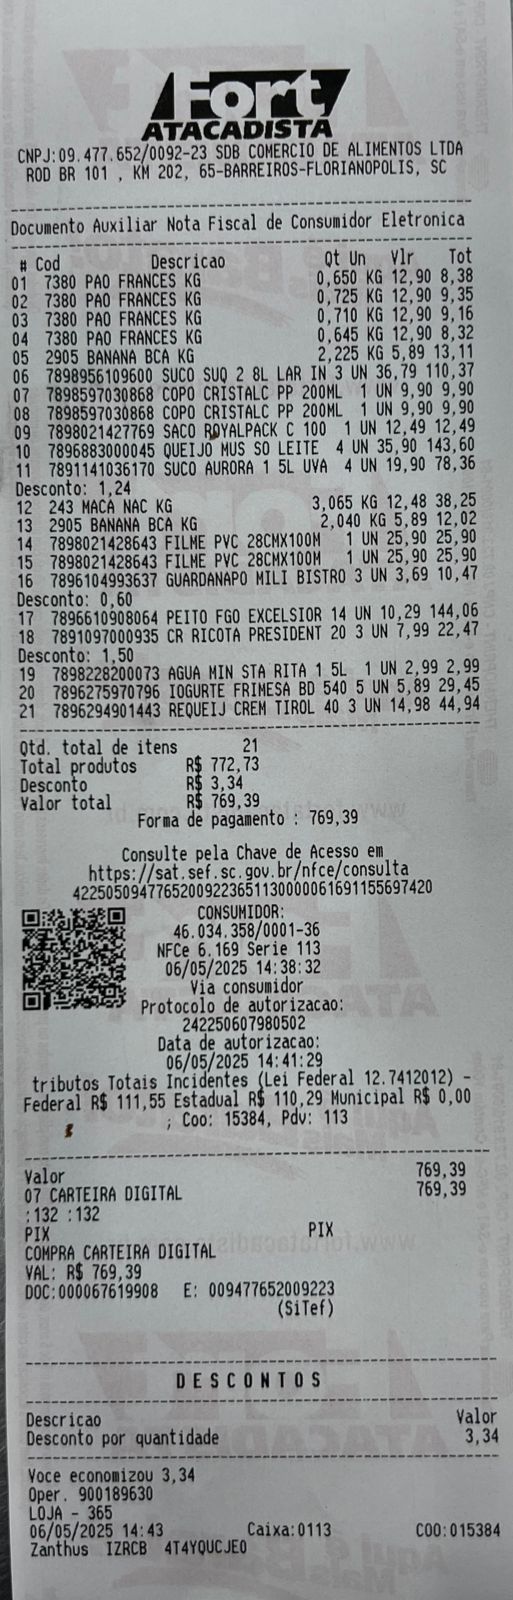 Fort
ATACADISTA
CNPJ:09.477.652/0092-23 SDB COMERCIO DE ALIMENTOS LTDA
ROD BR 101 , KM 202, 65-BARREIROS-FLORIANOPOLIS, SC
Documento Auxiliar Nota Fiscal de Consumidor Eletronica
# Cod Descricao Qt Un Vlr Tot
01 7380 PAO FRANCES KG 0,650 KG 12,90 8,38
02 7380 PAO FRANCES KG 0,725 KG 12,90 9,35
03 7380 PAO FRANCES KG 0,710 KG 12,90 9,16
04 7380 PAO FRANCES KG 0,645 KG 12,90 8,32
05 2905 BANANA BCA KG 2,225 KG 5,89 13,11
06 7898956109600 SUCO SUQ 2 8L LAR IN 3 UN 36,79 110,37
07 7898597030868 COPO CRISTALC PP 200ML 1 UN 9,90 9,90
08 7898597030868 COPO CRISTALC PP 200ML 1 UN 9,90 9,90
09 7898021427769 SACO ROYALPACK C 100 1 UN 12,49 12,49
10 7896883000045 QUEIJO MUS SO LEITE 4 UN 35,90 143,60
11 7891141036170 SUCO AURORA 1 5L UVA 4 UN 19,90 78,36
Desconto: 1,24
12 243 MACA NAC KG 3,065 KG 12,48 38,25
13 2905 BANANA BCA KG 2,040 KG 5,89 12,02
14 7898021428643 FILME PVC 28CMX100M 1 UN 25,90 25,90
15 7898021428643 FILME PVC 28CMX100M 1 UN 25,90 25,90
16 7896104993637 GUARDANAPO MILI BISTRO 3 UN 3,69 10,47
Desconto: 0,60
17 7896610908064 PEITO FGO EXCELSIOR 14 UN 10,29 144,06
18 7891097000935 CR RICOTA PRESIDENT 20 3 UN 7,99 22,47
Desconto: 1,50
19 7898228200073 AGUA MIN STA RITA 1 5L 1 UN 2,99 2,99
20 7896275970796 IOGURTE FRIMESA BD 540 5 UN 5,89 29,45
21 7896294901443 REQUEIJ CREM TIROL 40 3 UN 14,98 44,94
Qtd. total de itens 21
Total produtos R$ 772,73
Desconto R$ 3,34
Valor total R$ 769,39
Forma de pagamento : 769,39
Consulte pela Chave de Acesso em
https://sat.sef.sc.gov.br/nfce/consulta
42250509477652009223651130000061691155697420
CONSUMIDOR:
46.034.358/0001-36
NFCe 6.169 Serie 113
06/05/2025 14:38:32
Via consumidor
Protocolo de autorizacao:
242250607980502
Data de autorizacao:
06/05/2025 14:41:29
tributos Totais Incidentes (Lei Federal 12.7412012) -
Federal R$ 111,55 Estadual R$ 110,29 Municipal R$ 0,00
; Coo: 15384, Pdv: 113
Valor 769,39
07 CARTEIRA DIGITAL 769,39
:132 :132
PIX PIX
COMPRA CARTEIRA DIGITAL
VAL: R$ 769,39
DOC:000067619908 E: 009477652009223
(SiTef)
DESCONTOS
Descricao Valor
Desconto por quantidade 3,34
Voce economizou 3,34
Oper. 900189630
LOJA - 365
06/05/2025 14:43 Caixa:0113 COO:015384
Zanthus IZRCB 4T4YQUCJE0